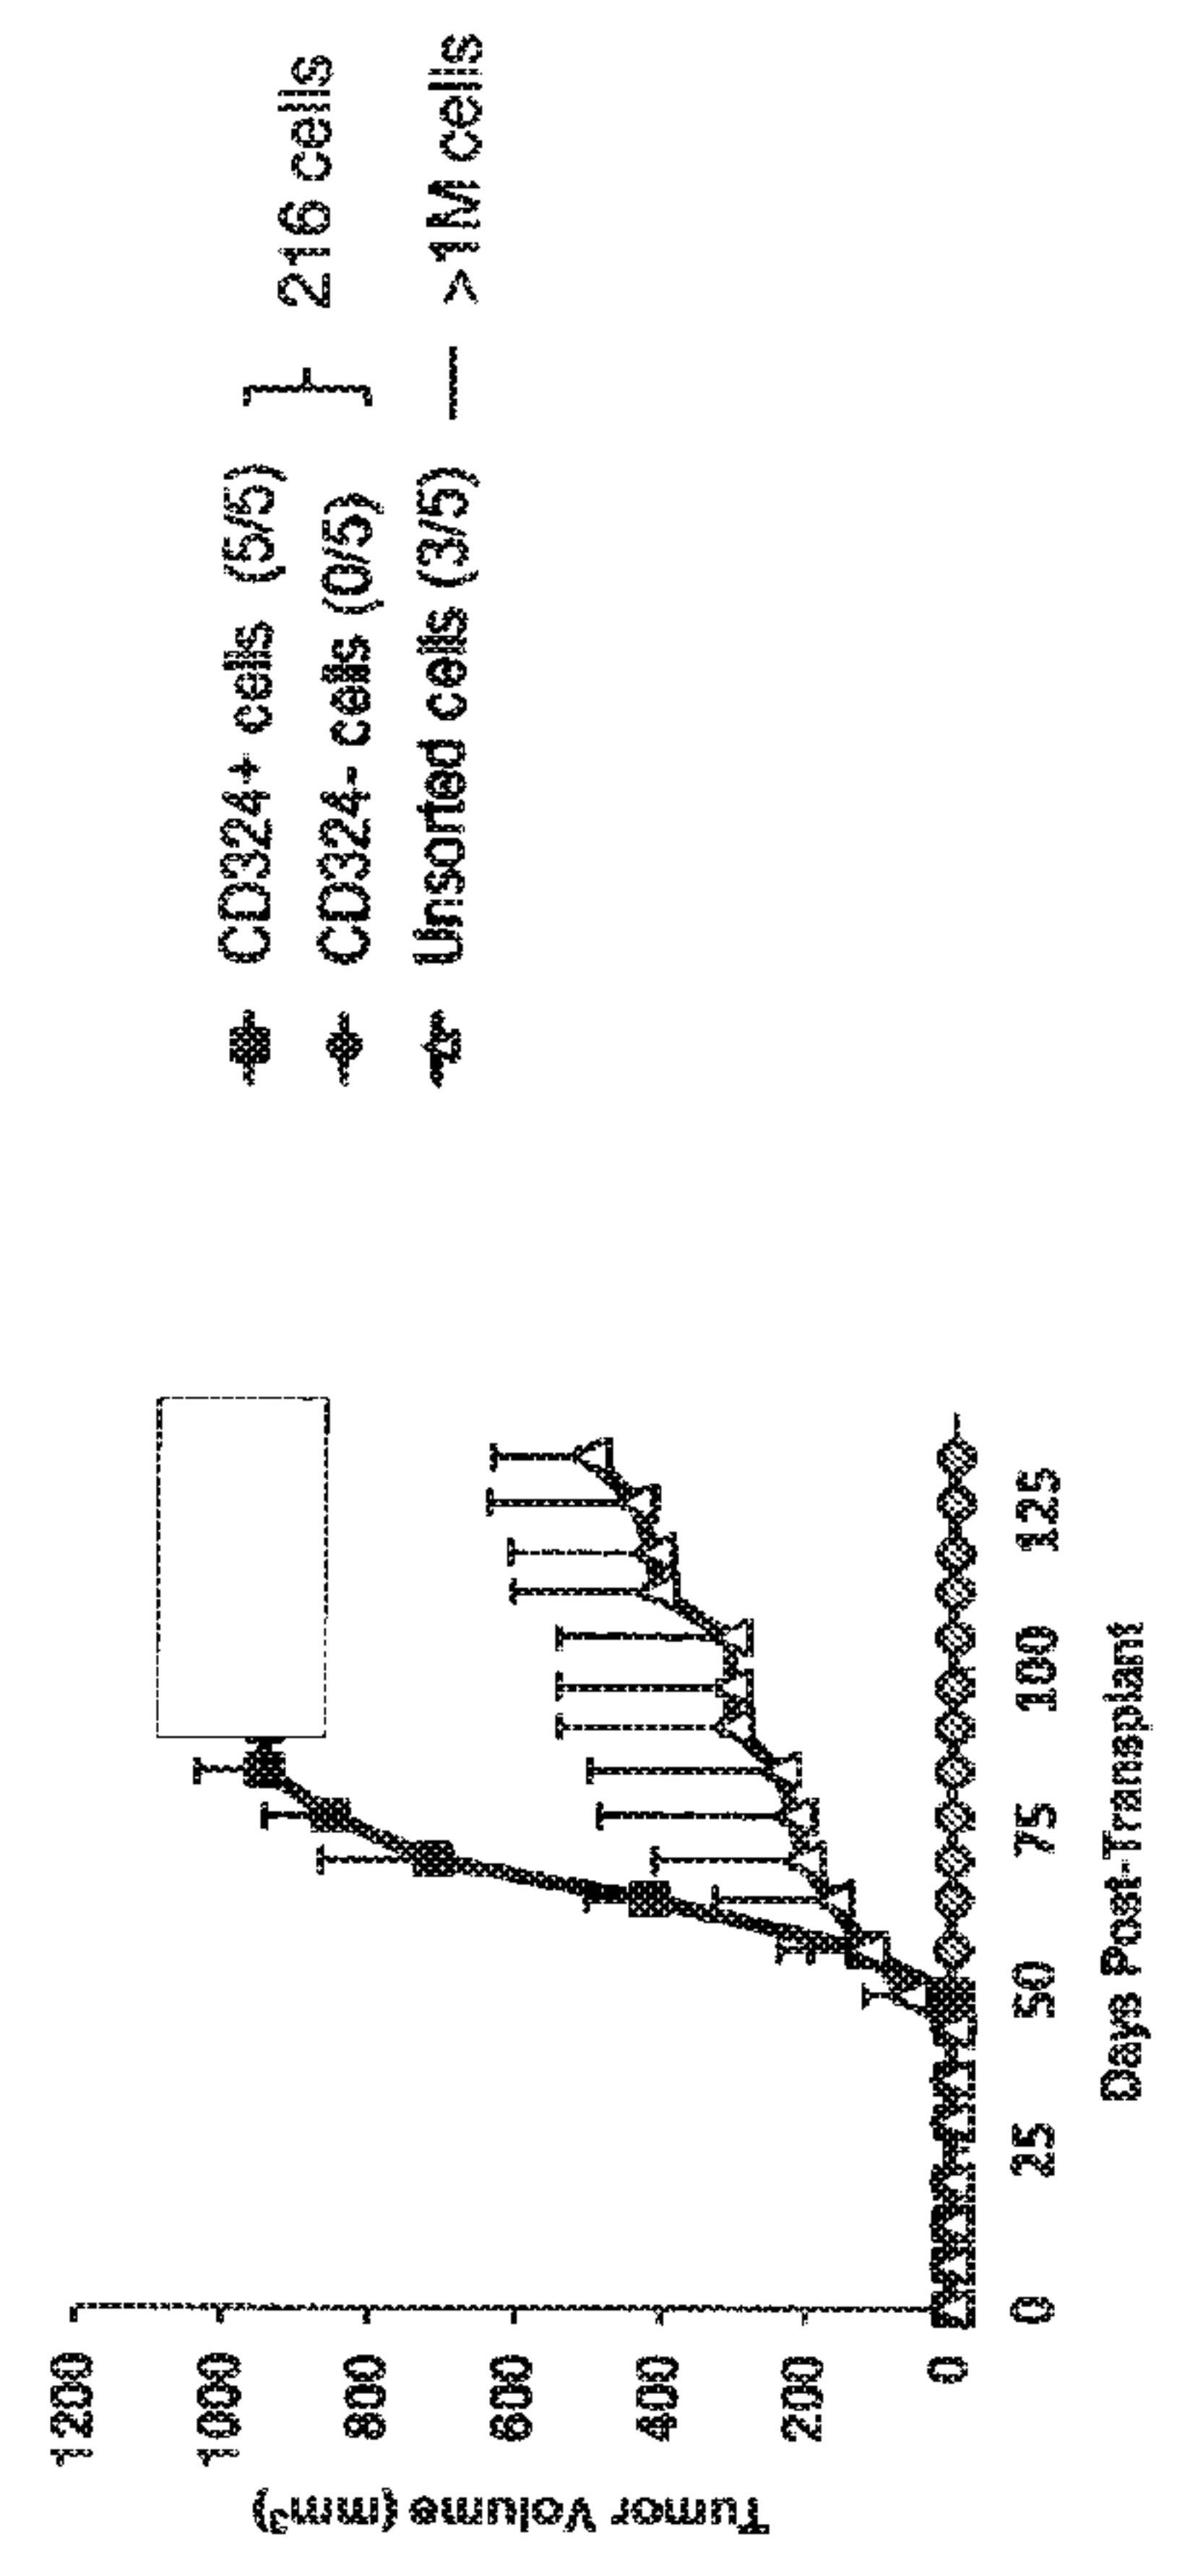 CD324+ cells (5/5)
CD324- cells (0/5)
216 cells
Unsorted cells (3/5)
>1M cells
Tumor Volume (mm³)
1200
1000
800
600
400
200
0
0 25 50 75 100 125
Days Post-Transplant